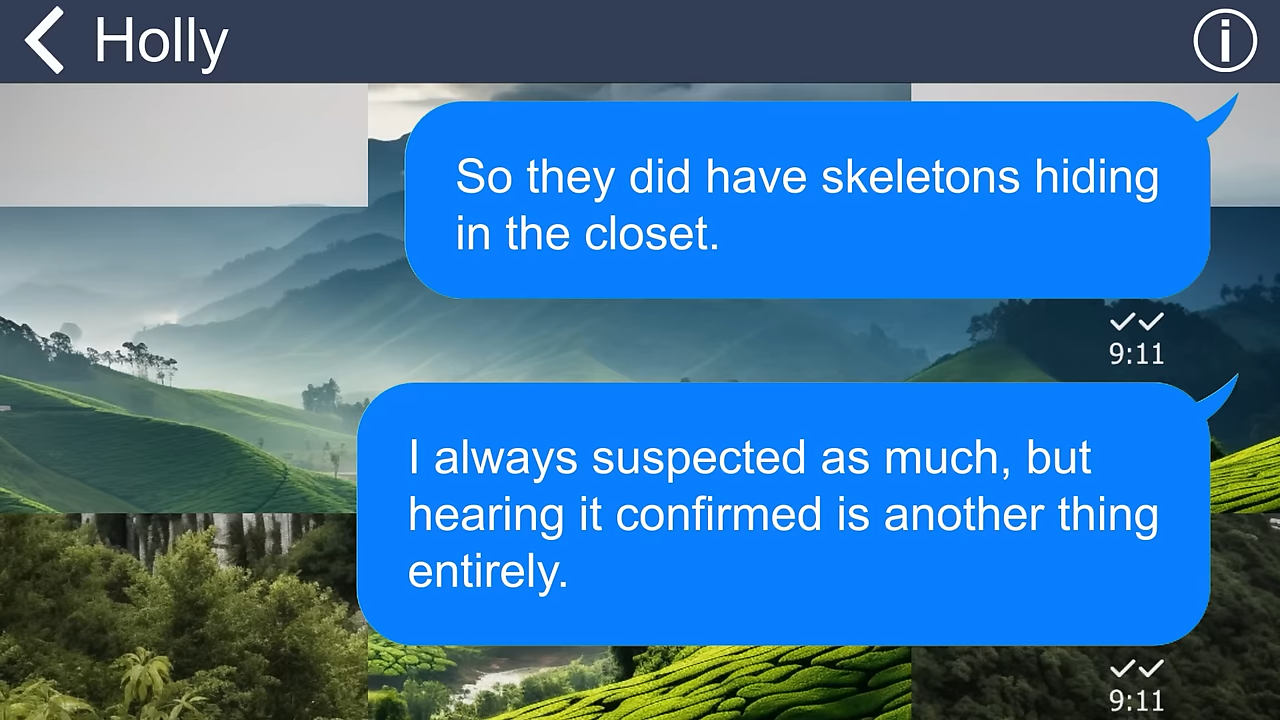 Holly
So they did have skeletons hiding
in the closet.
9:11
I always suspected as much, but
hearing it confirmed is another thing
entirely.
9:11